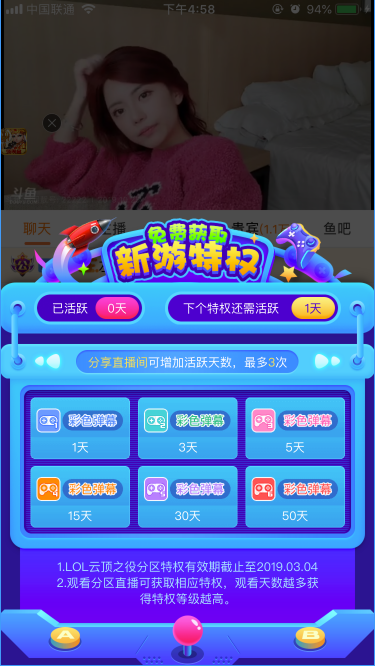 中国联通
下午4:58
94%
斗鱼
聊天
主播
贵宾(1.1
鱼吧
免费获取
新游特权
已活跃 0天
下个特权还需活跃 1天
分享直播间可增加活跃天数，最多3次
彩色弹幕 彩色弹幕 彩色弹幕
1天 3天 5天
彩色弹幕 彩色弹幕 彩色弹幕
15天 30天 50天
1.LOL云顶之役分区特权有效期截止至2019.03.04
2.观看分区直播可获取相应特权，观看天数越多获
得特权等级越高。
A B